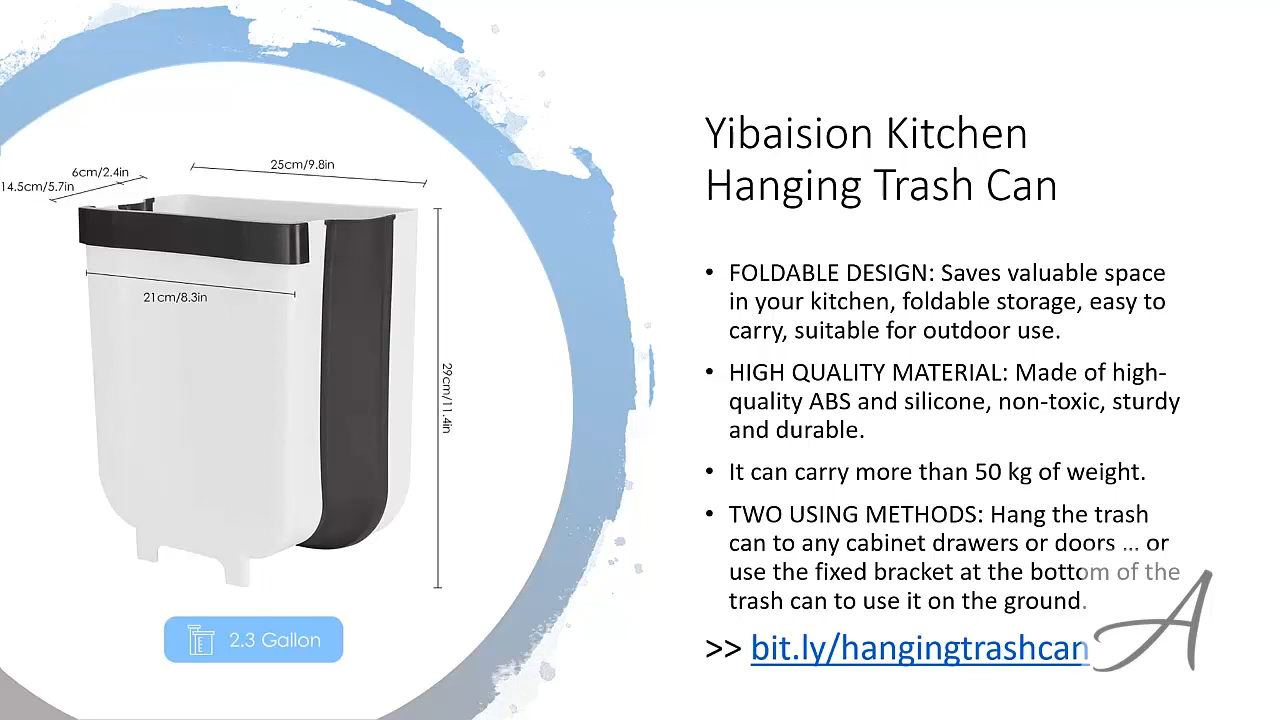 Yibaision Kitchen
Hanging Trash Can
25cm/9.8in
6cm/2.4in
14.5cm/5.7in
21cm/8.3in
29cm/11.4in
2.3 Gallon
• FOLDABLE DESIGN: Saves valuable space
in your kitchen, foldable storage, easy to
carry, suitable for outdoor use.
• HIGH QUALITY MATERIAL: Made of high-
quality ABS and silicone, non-toxic, sturdy
and durable.
• It can carry more than 50 kg of weight.
• TWO USING METHODS: Hang the trash
can to any cabinet drawers or doors ... or
use the fixed bracket at the bottom of the
trash can to use it on the ground.
>> bit.ly/hangingtrashcan
A